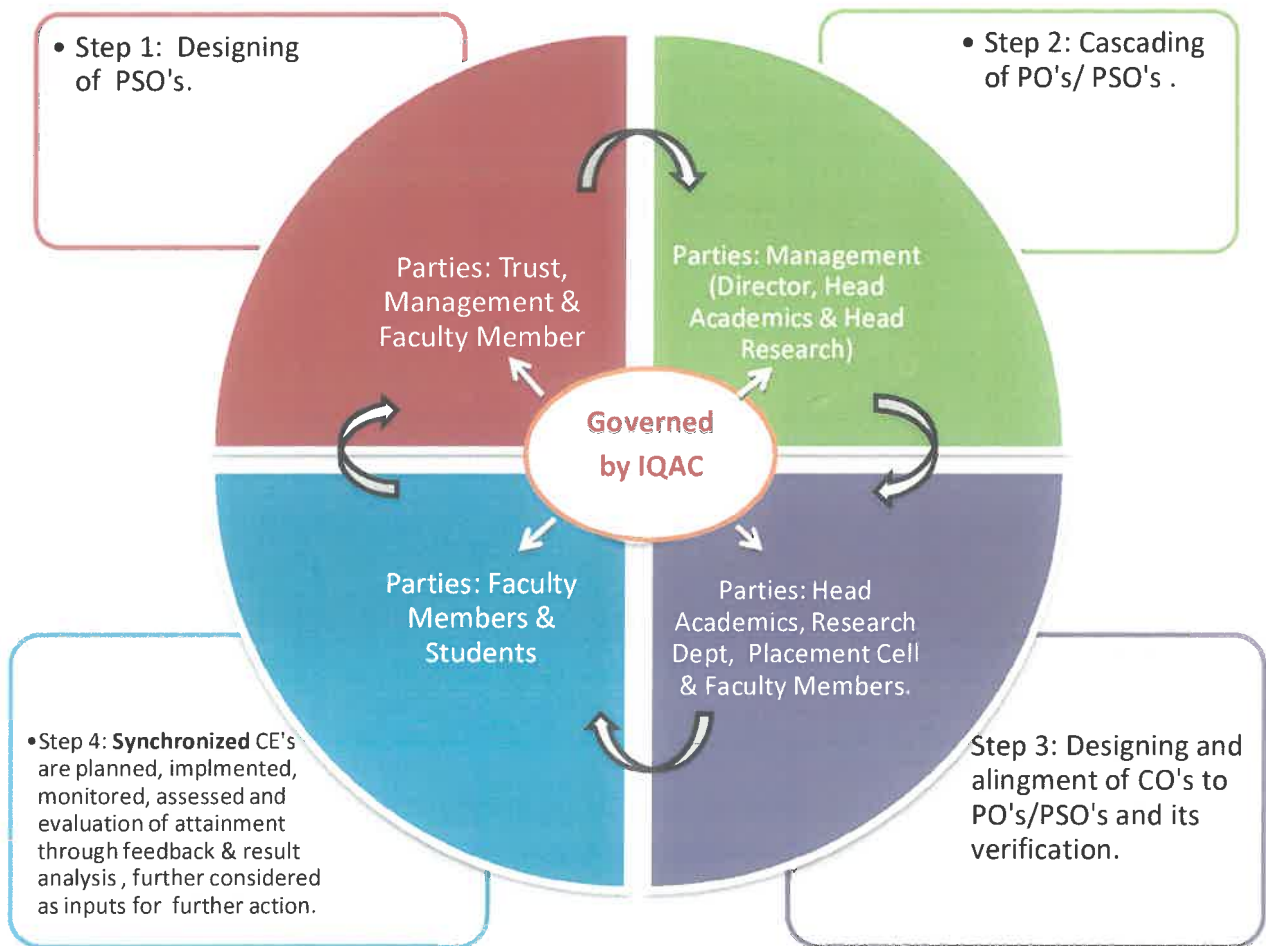 • Step 1: Designing
of PSO's.
• Step 2: Cascading
of PO's/ PSO's .
Parties: Trust,
Management &
Faculty Member
Parties: Management
(Director, Head
Academics & Head
Research)
Governed
by IQAC
Parties: Faculty
Members &
Students
Parties: Head
Academics, Research
Dept, Placement Cell
& Faculty Members.
•Step 4: Synchronized CE's
are planned, implmented,
monitored, assessed and
evaluation of attainment
through feedback & result
analysis , further considered
as inputs for further action.
Step 3: Designing and
alingment of CO's to
PO's/PSO's and its
verification.